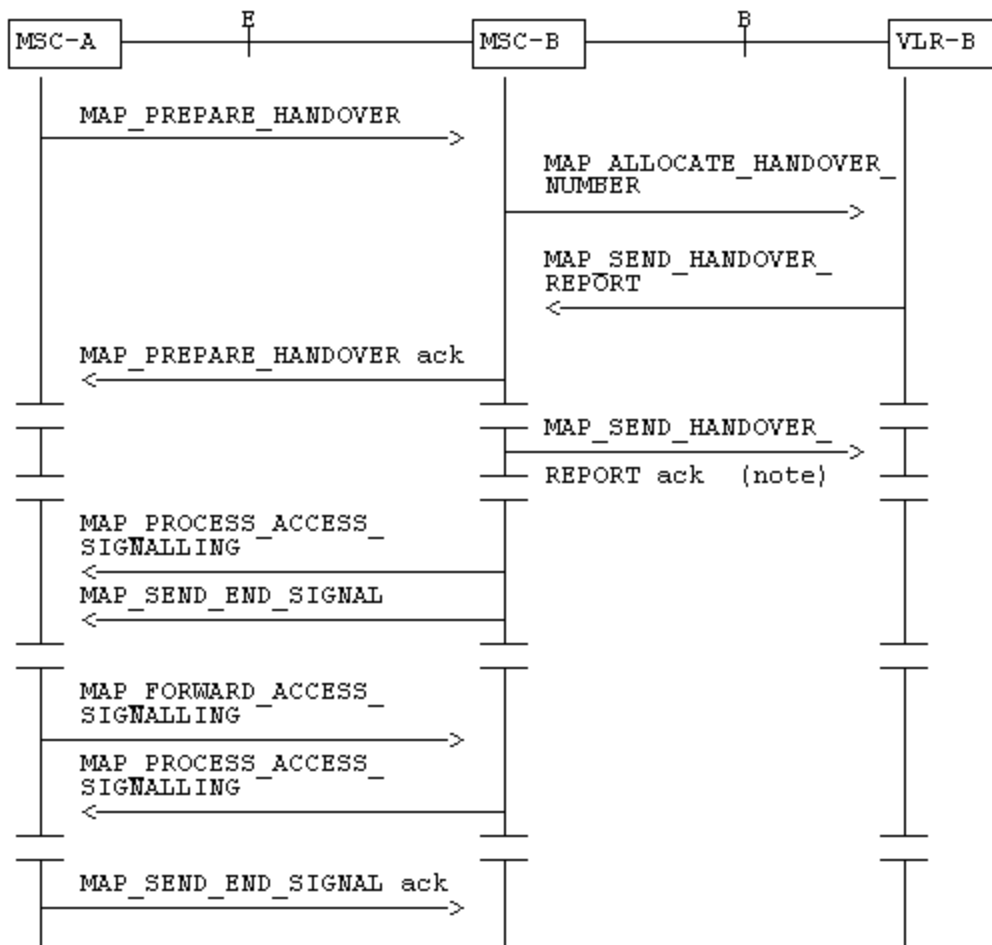 E B
MSC-A MSC-B VLR-B
MAP_PREPARE_HANDOVER
MAP_ALLOCATE_HANDOVER_
NUMBER
MAP_SEND_HANDOVER_
REPORT
MAP_PREPARE_HANDOVER ack
MAP_SEND_HANDOVER_
REPORT ack (note)
MAP_PROCESS_ACCESS_
SIGNALLING
MAP_SEND_END_SIGNAL
MAP_FORWARD_ACCESS_
SIGNALLING
MAP_PROCESS_ACCESS_
SIGNALLING
MAP_SEND_END_SIGNAL ack